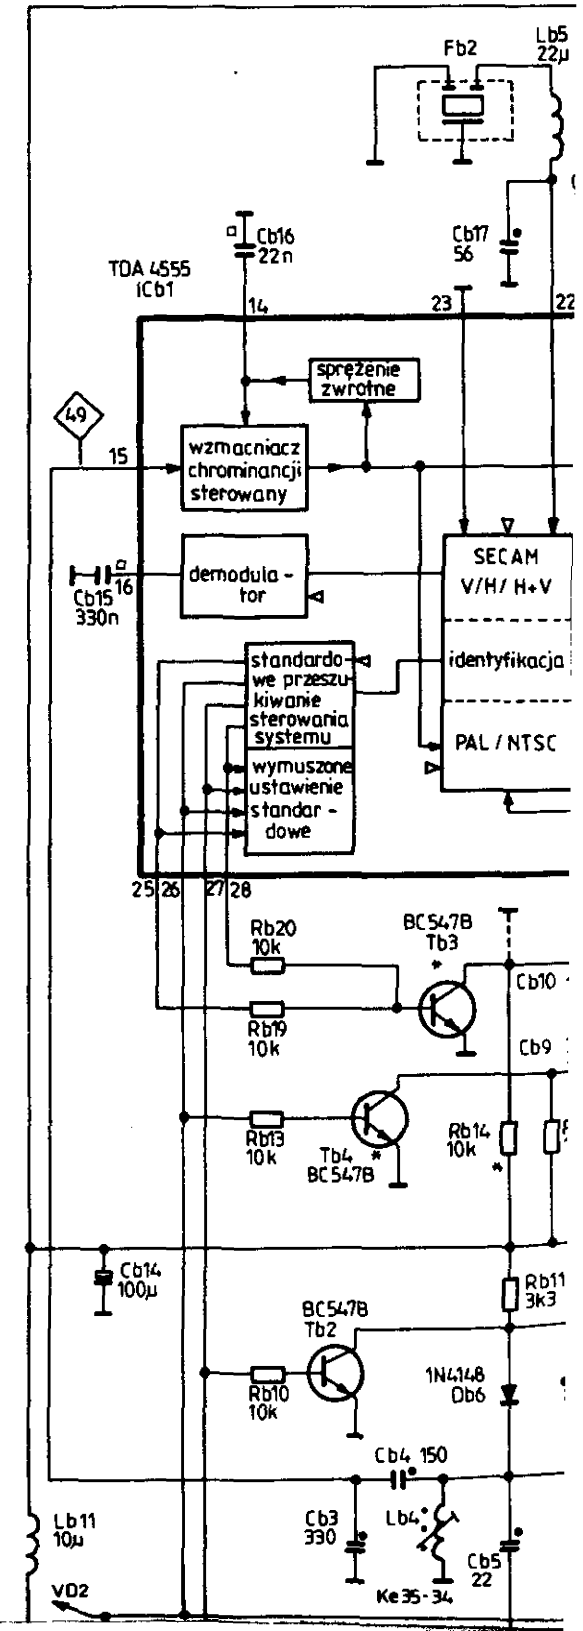 Lb5
22µ
Fb2
Cb16
22n
Cb17
56
TDA 4555
iCb1
14
23
22
sprężenie
zwrotne
49
15
wzmacniacz
chrominancji
sterowany
SECAM
V/H/ H+V
demodula -
tor
16
Cb15
330n
standardo
we przeszu
kiwanie
sterowania
systemu
identyfikacja
PAL / NTSC
wymuszone
ustawienie
standar -
dowe
25
26
27
28
Rb20
10k
BC547B
Tb3
*
Cb10
Rb19
10k
Cb9
Rb13
10k
Tb4 *
BC547B
Rb14
10k
*
Cb14
100µ
Rb11
3k3
BC547B
Tb2
1N4148
Db6
Rb10
10k
Cb4 150
Lb11
10µ
Cb3
330
Lb4
Cb5
22
VD2
Ke 35-34